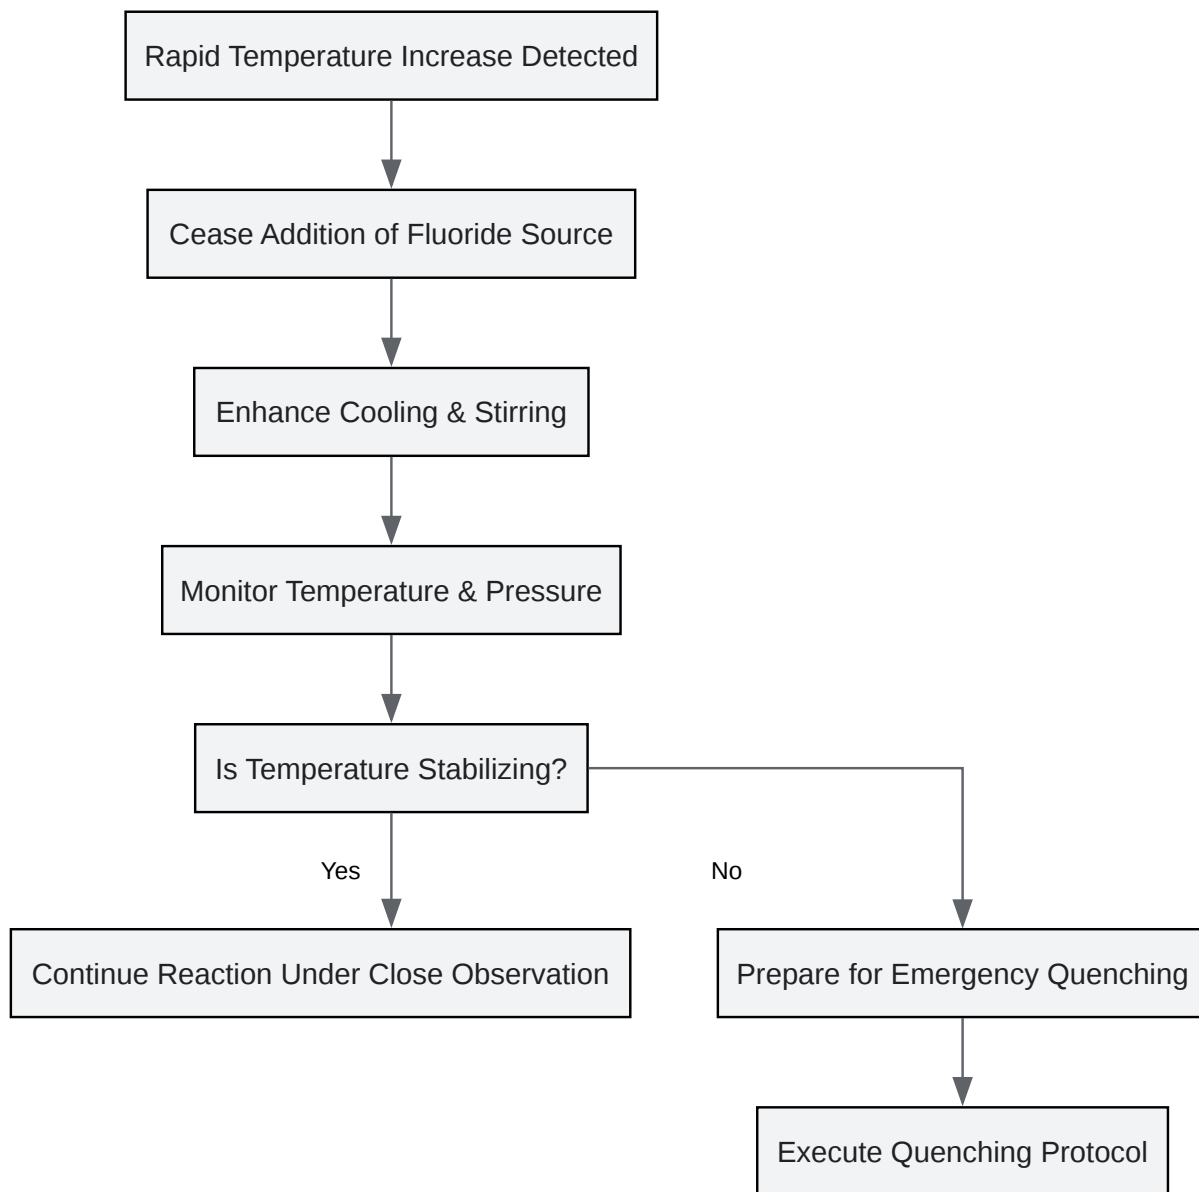 Rapid Temperature Increase Detected
Cease Addition of Fluoride Source
Enhance Cooling & Stirring
Monitor Temperature & Pressure
Is Temperature Stabilizing?
Yes
No
Continue Reaction Under Close Observation
Prepare for Emergency Quenching
Execute Quenching Protocol